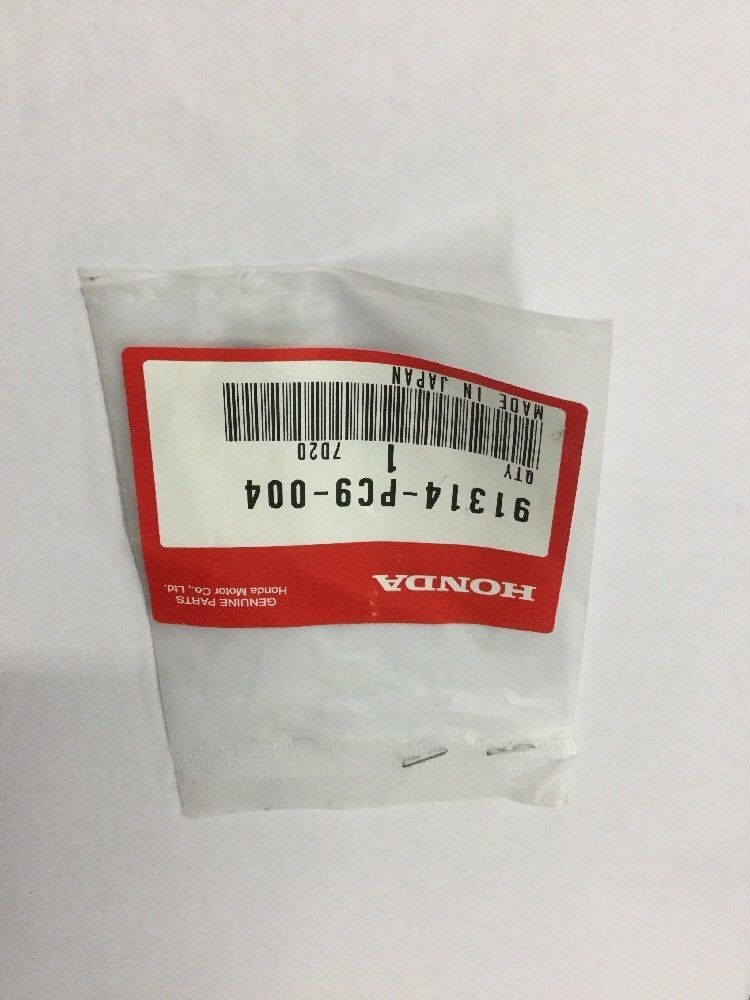 HONDA
GENUINE PARTS
Honda Motor Co., Ltd.
91314-PC9-004
QTY 1 7D20
MADE IN JAPAN